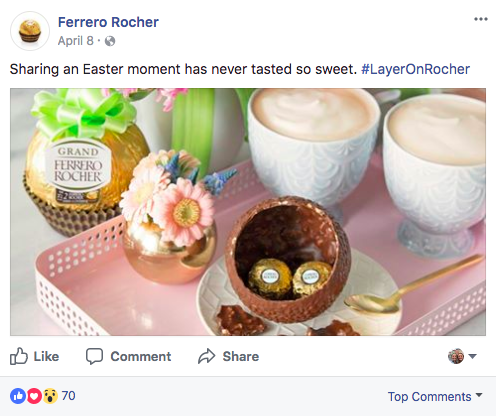 Ferrero Rocher
April 8 ·
Sharing an Easter moment has never tasted so sweet. #LayerOnRocher
GRAND
FERRERO
ROCHER
Like Comment Share
70 Top Comments